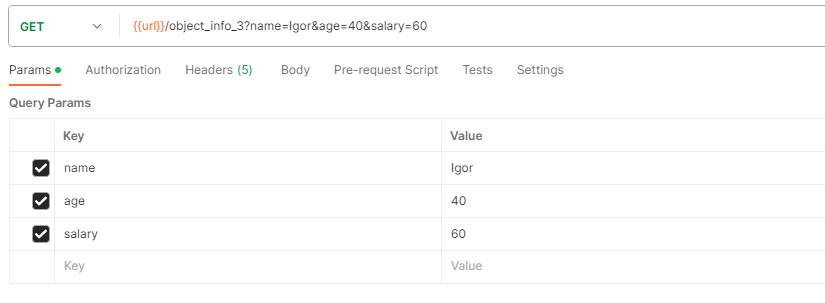 GET {{url}}/object_info_3?name=Igor&age=40&salary=60
Params Authorization Headers (5) Body Pre-request Script Tests Settings
Query Params
Key Value
name Igor
age 40
salary 60
Key Value